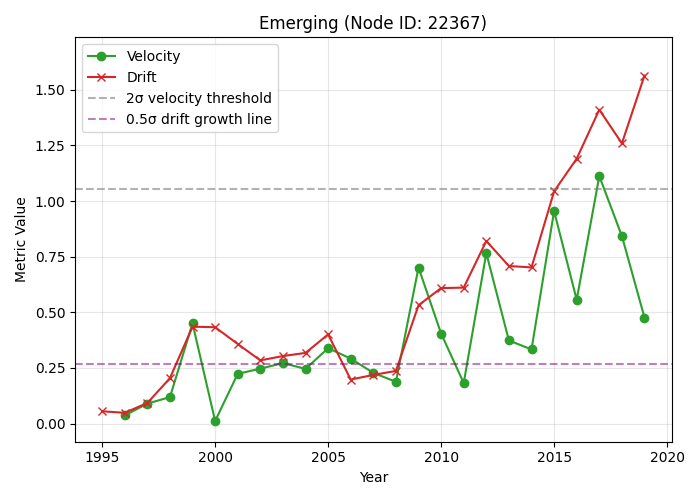 Emerging (Node ID: 22367)
Velocity
Drift
2σ velocity threshold
0.5σ drift growth line
Metric Value
1.50
1.25
1.00
0.75
0.50
0.25
0.00
1995
2000
2005
2010
2015
2020
Year